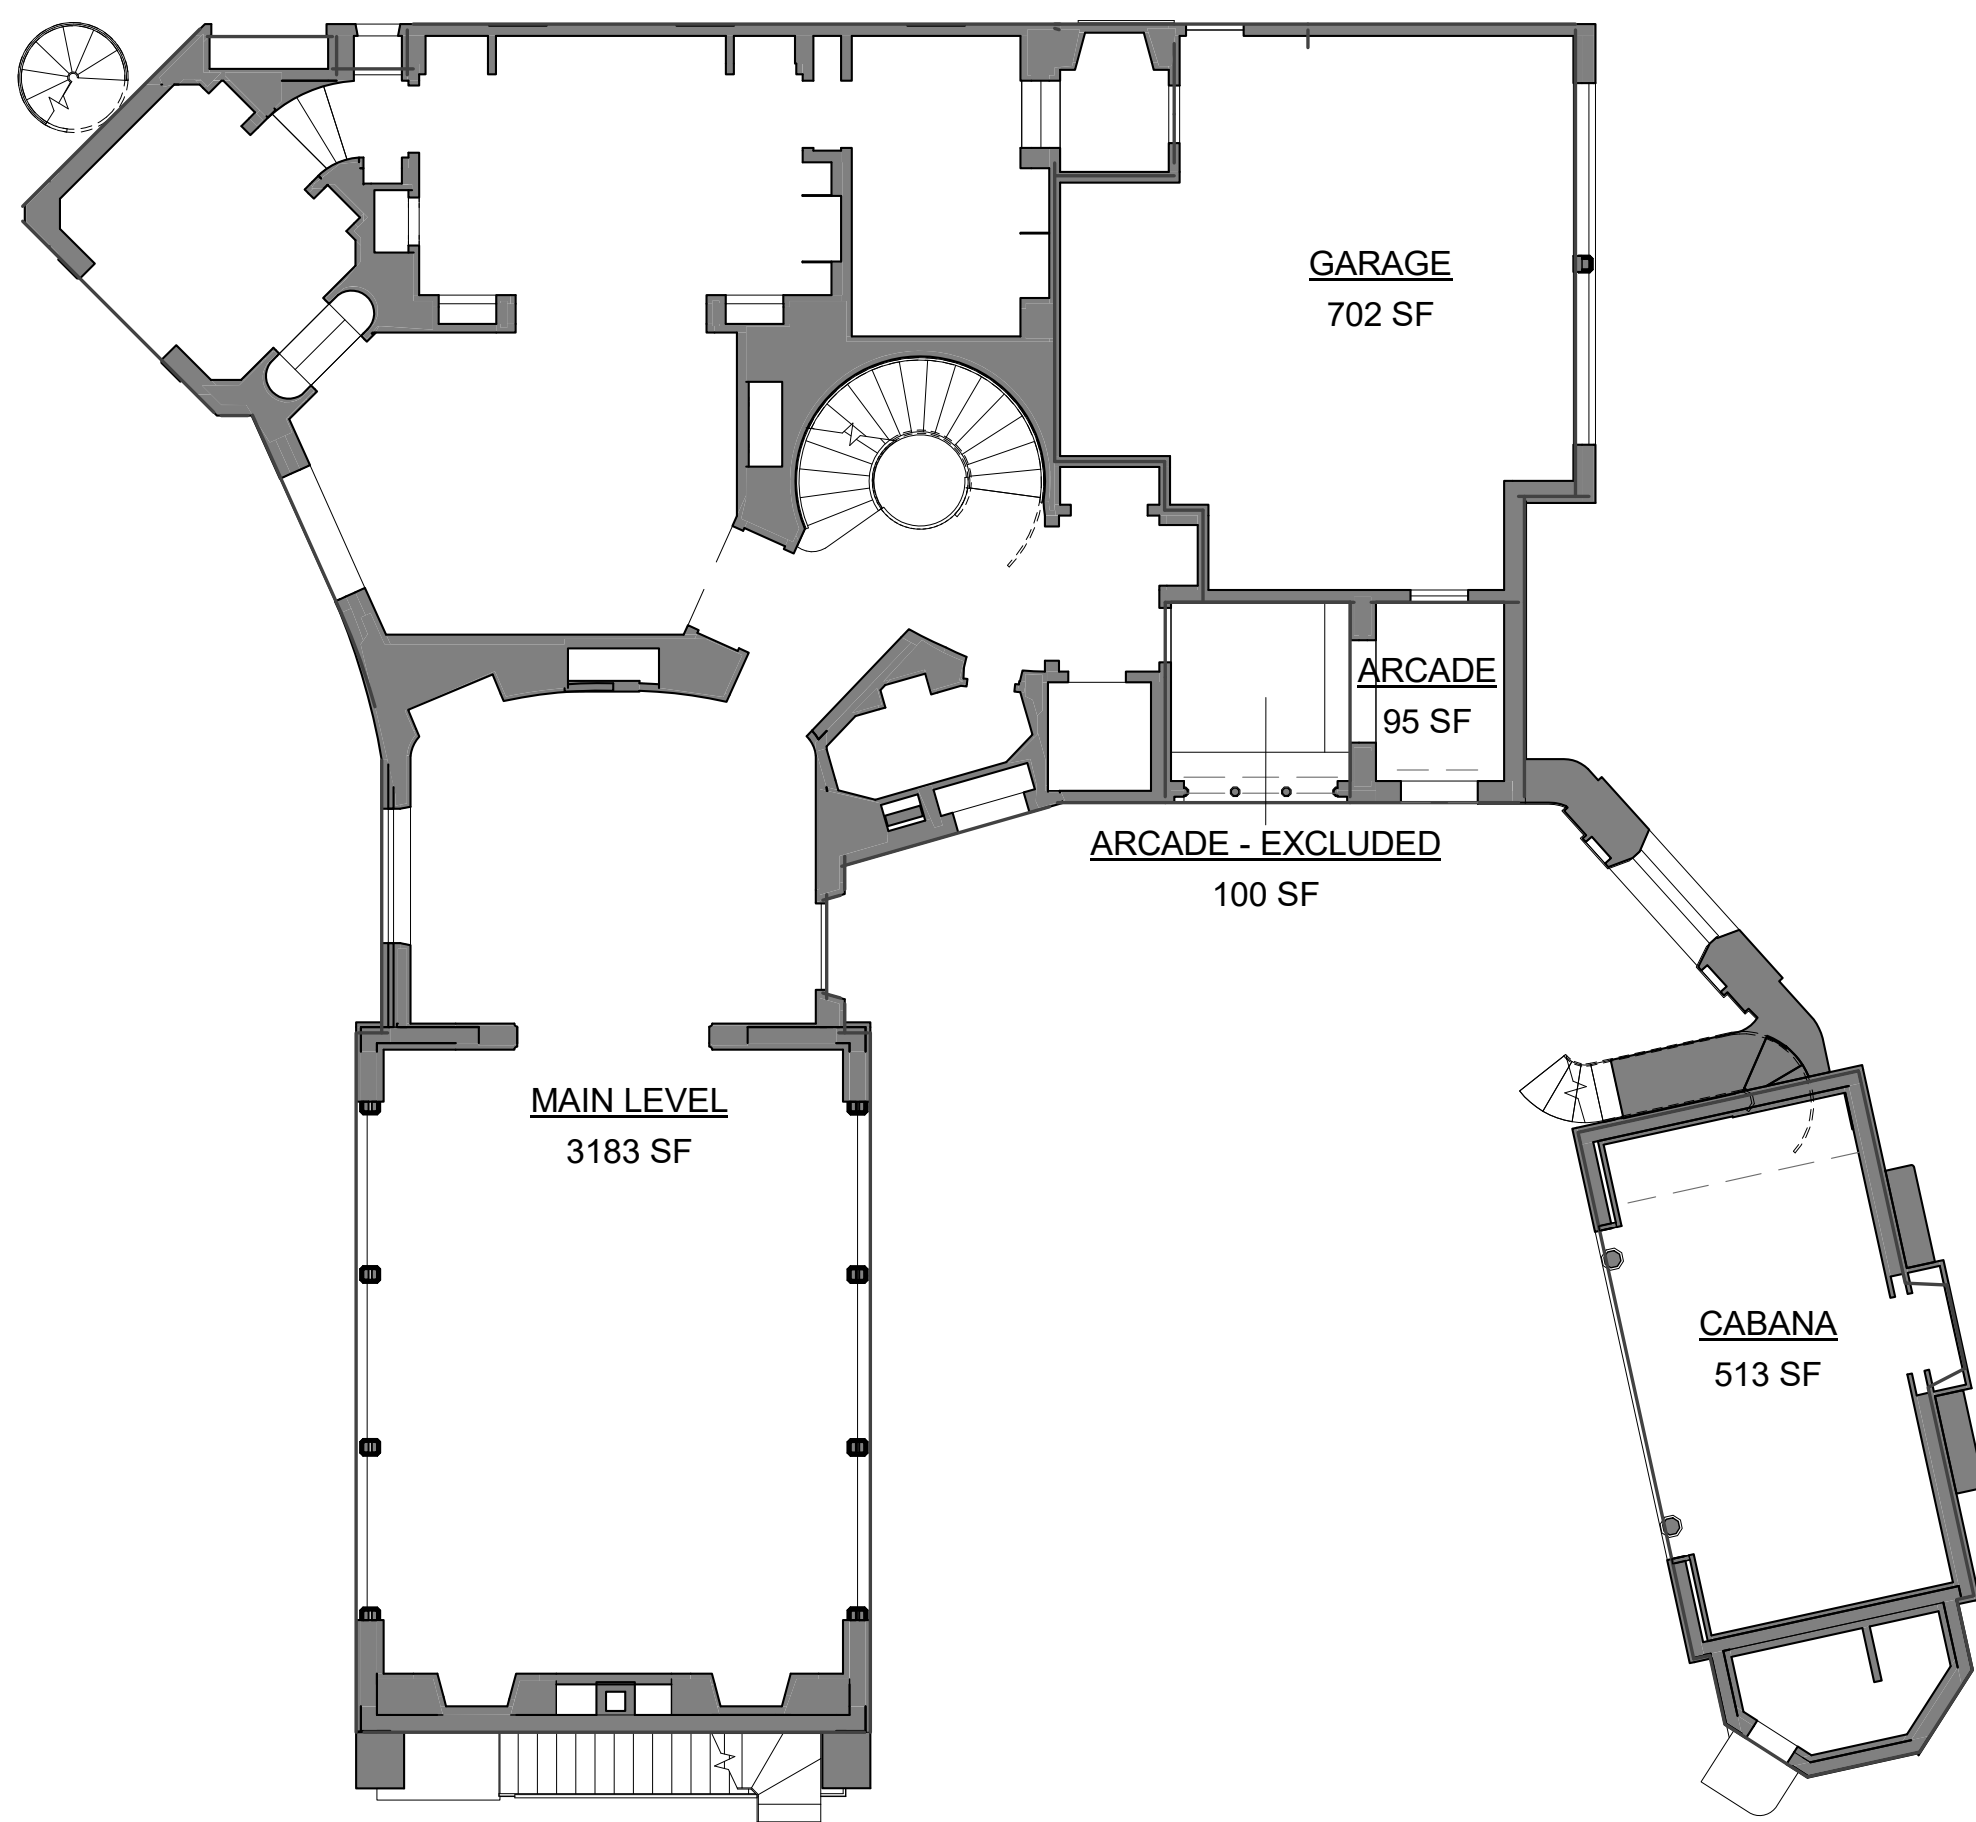 GARAGE
702 SF
ARCADE
95 SF
ARCADE - EXCLUDED
100 SF
MAIN LEVEL
3183 SF
CABANA
513 SF